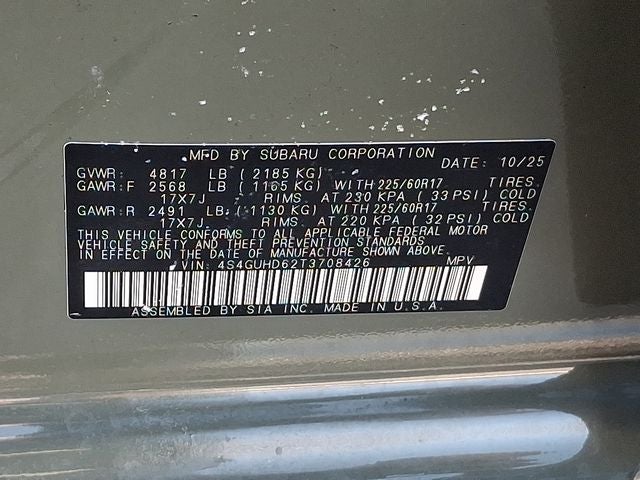 MFD BY SUBARU CORPORATION DATE: 10/25
GVWR: 4817 LB ( 2185 KG)
GAWR:F 2568 LB ( 1165 KG) WITH 225/60R17 TIRES.
17X7J RIMS. AT 230 KPA ( 33 PSI) COLD
GAWR:R 2491 LB ( 1130 KG) WITH 225/60R17 TIRES.
17X7J RIMS. AT 220 KPA ( 32 PSI) COLD
THIS VEHICLE CONFORMS TO ALL APPLICABLE FEDERAL MOTOR
VEHICLE SAFETY AND THEFT PREVENTION STANDARDS
IN EFFECT ON THE DATE OF MANUFACTURE SHOWN ABOVE.
VIN: 4S4GUHD62T3708426 MPV
ASSEMBLED BY SIA INC. MADE IN U.S.A.